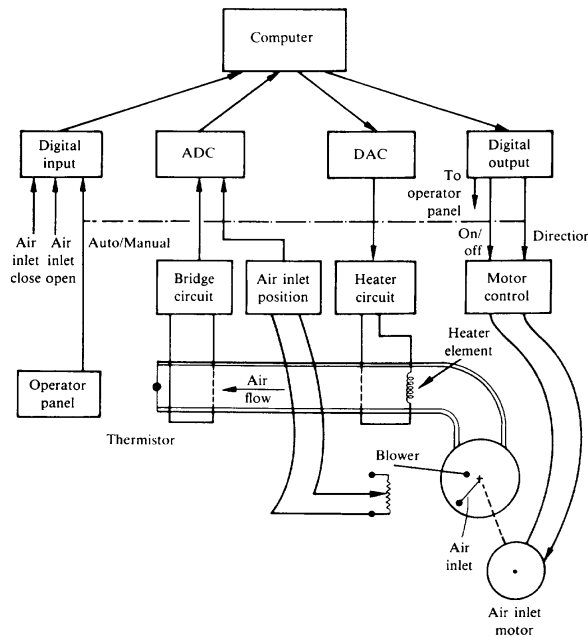 Computer
Digital
input
ADC
DAC
Digital
output
To
operator
panel
Air
inlet
close
Air
inlet
open
Auto/Manual
On/
off
Direction
Bridge
circuit
Air inlet
position
Heater
circuit
Motor
control
Heater
element
Operator
panel
Air
flow
Thermistor
Blower
Air
inlet
Air inlet
motor